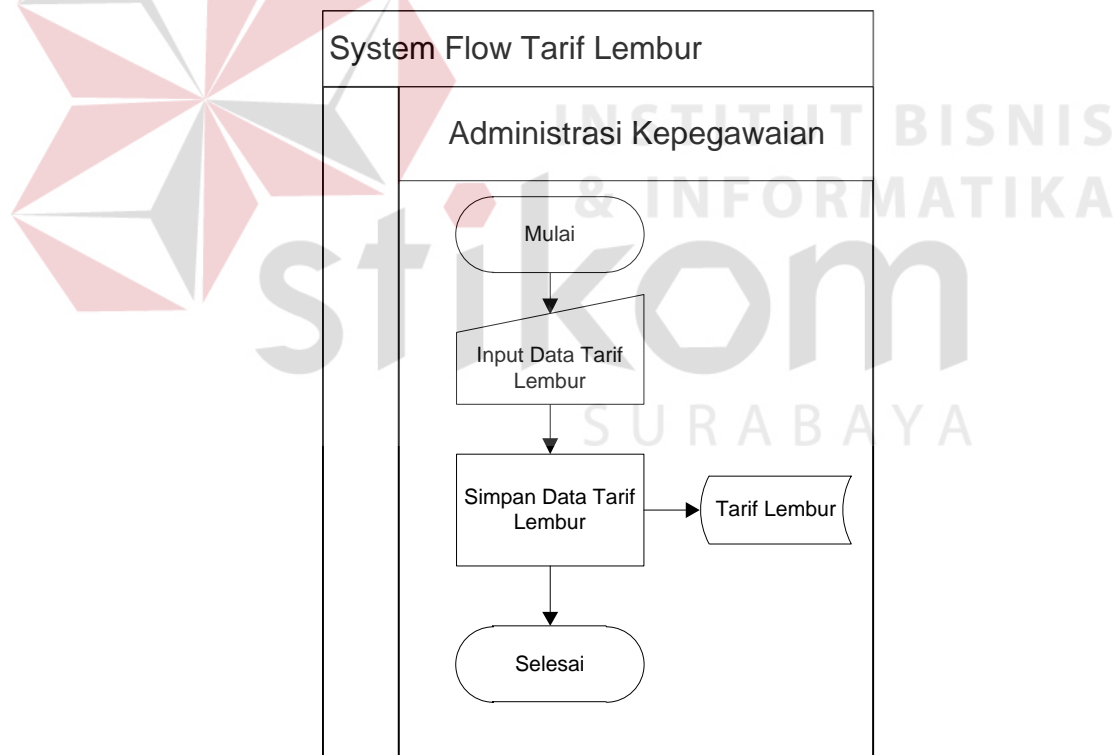 System Flow Tarif Lembur
Administrasi Kepegawaian
INSTITUT BISNIS
& INFORMATIKA
stikom
SURABAYA
Mulai
Input Data Tarif
Lembur
Simpan Data Tarif
Lembur
Tarif Lembur
Selesai